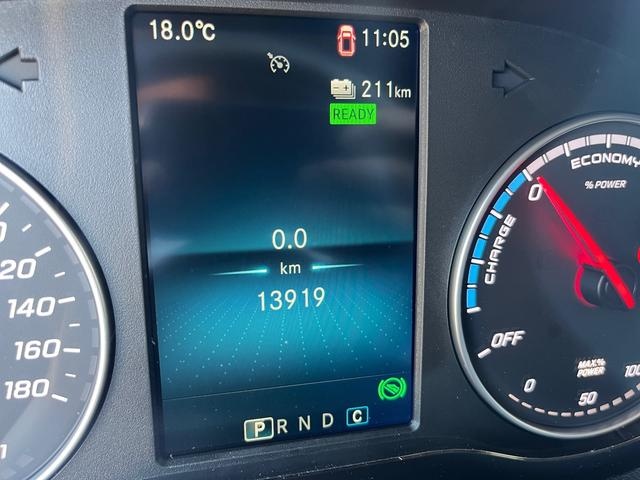 18.0°C
11:05
211km
READY
0.0
km
13919
P R N D C
120
140
160
180
ECONOMY
% POWER
0
CHARGE
OFF
MAX.%
POWER
0
50
100